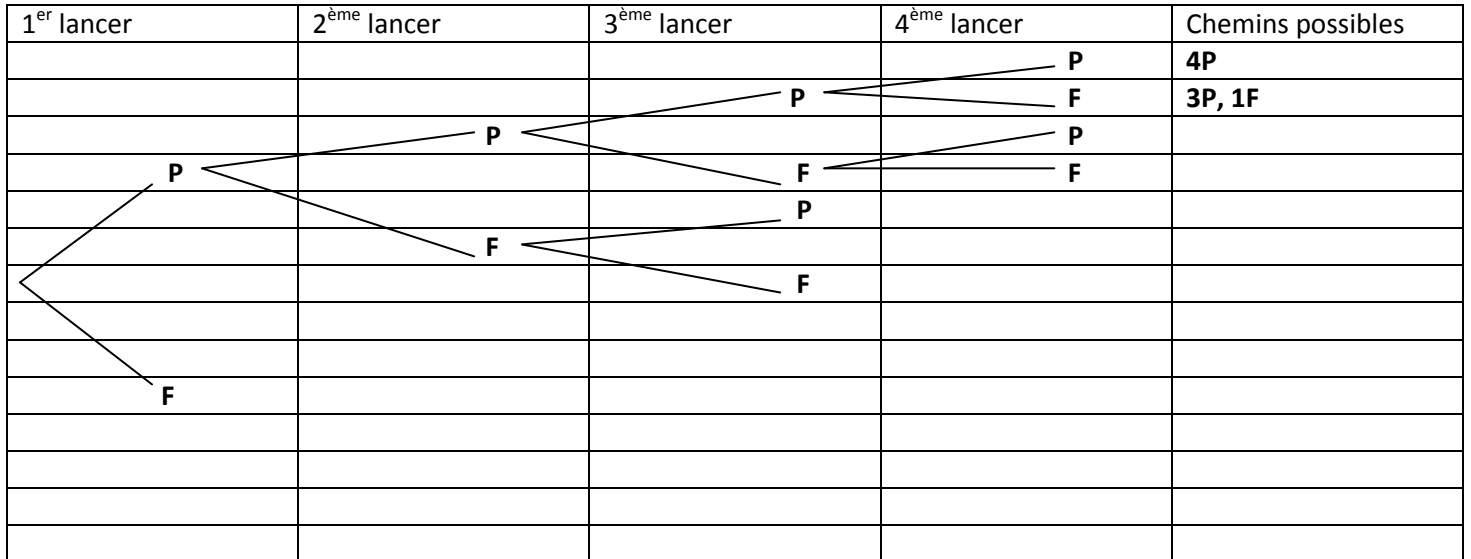 1er lancer 2ème lancer 3ème lancer 4ème lancer Chemins possibles
P 4P
P F 3P, 1F
P P
P F F
P
F
F
F